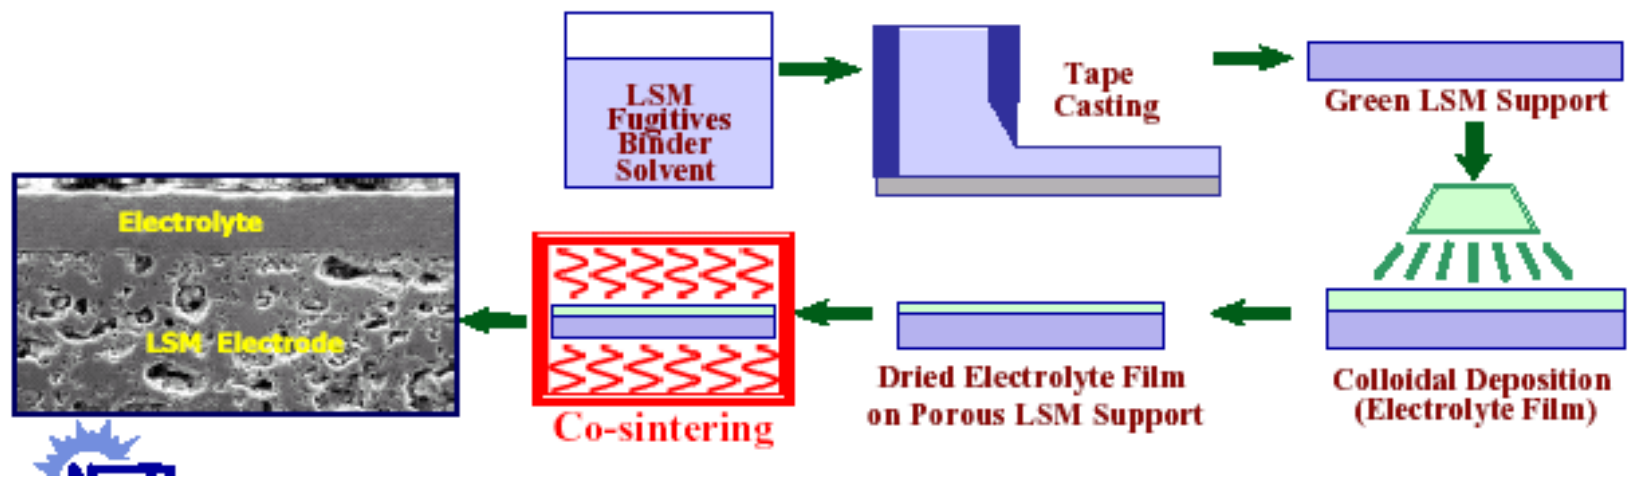 LSM
Fugitives
Binder
Solvent
Tape
Casting
Green LSM Support
Colloidal Deposition
(Electrolyte Film)
Dried Electrolyte Film
on Porous LSM Support
Co-sintering
Electrolyte
LSM Electrode